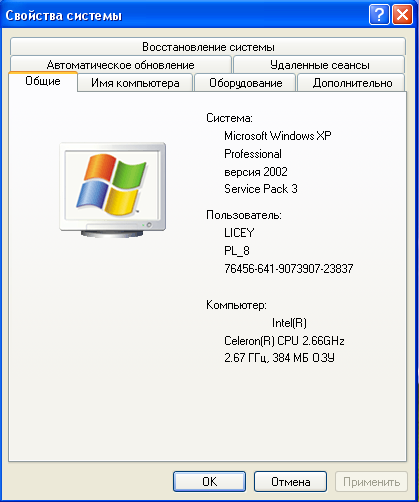 Свойства системы
Восстановление системы
Автоматическое обновление
Удаленные сеансы
Общие
Имя компьютера
Оборудование
Дополнительно
Система:
Microsoft Windows XP
Professional
версия 2002
Service Pack 3
Пользователь:
LICEY
PL_8
76456-641-9073907-23837
Компьютер:
Intel(R)
Celeron(R) CPU 2.66GHz
2.67 ГГц, 384 МБ ОЗУ
OK
Отмена
Применить